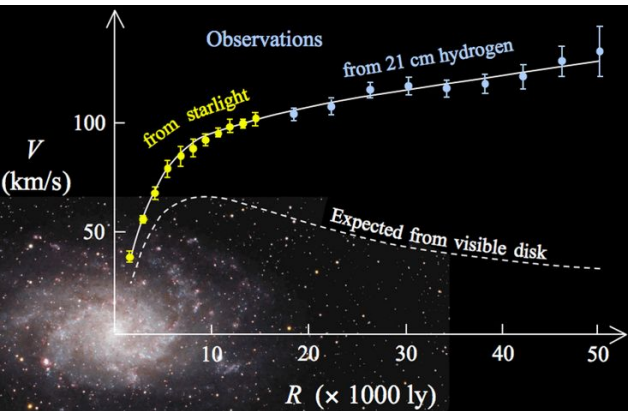 Observations
from 21 cm hydrogen
from starlight
100
V
(km/s)
50
Expected from visible disk
10
20
30
40
50
R (× 1000 ly)